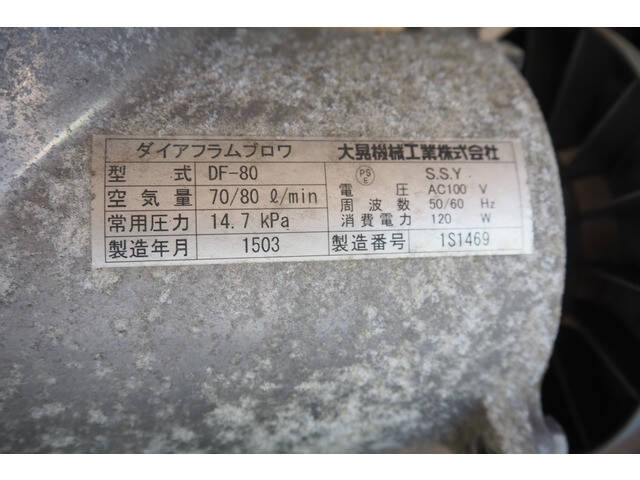 ダイアフラムブロワ 大晃機械工業株式会社
型式 DF-80 PSE S.S.Y
空気量 70/80 ℓ/min 電圧 AC100 V
周波数 50/60 Hz
常用圧力 14.7 kPa 消費電力 120 W
製造年月 1503 製造番号 1S1469